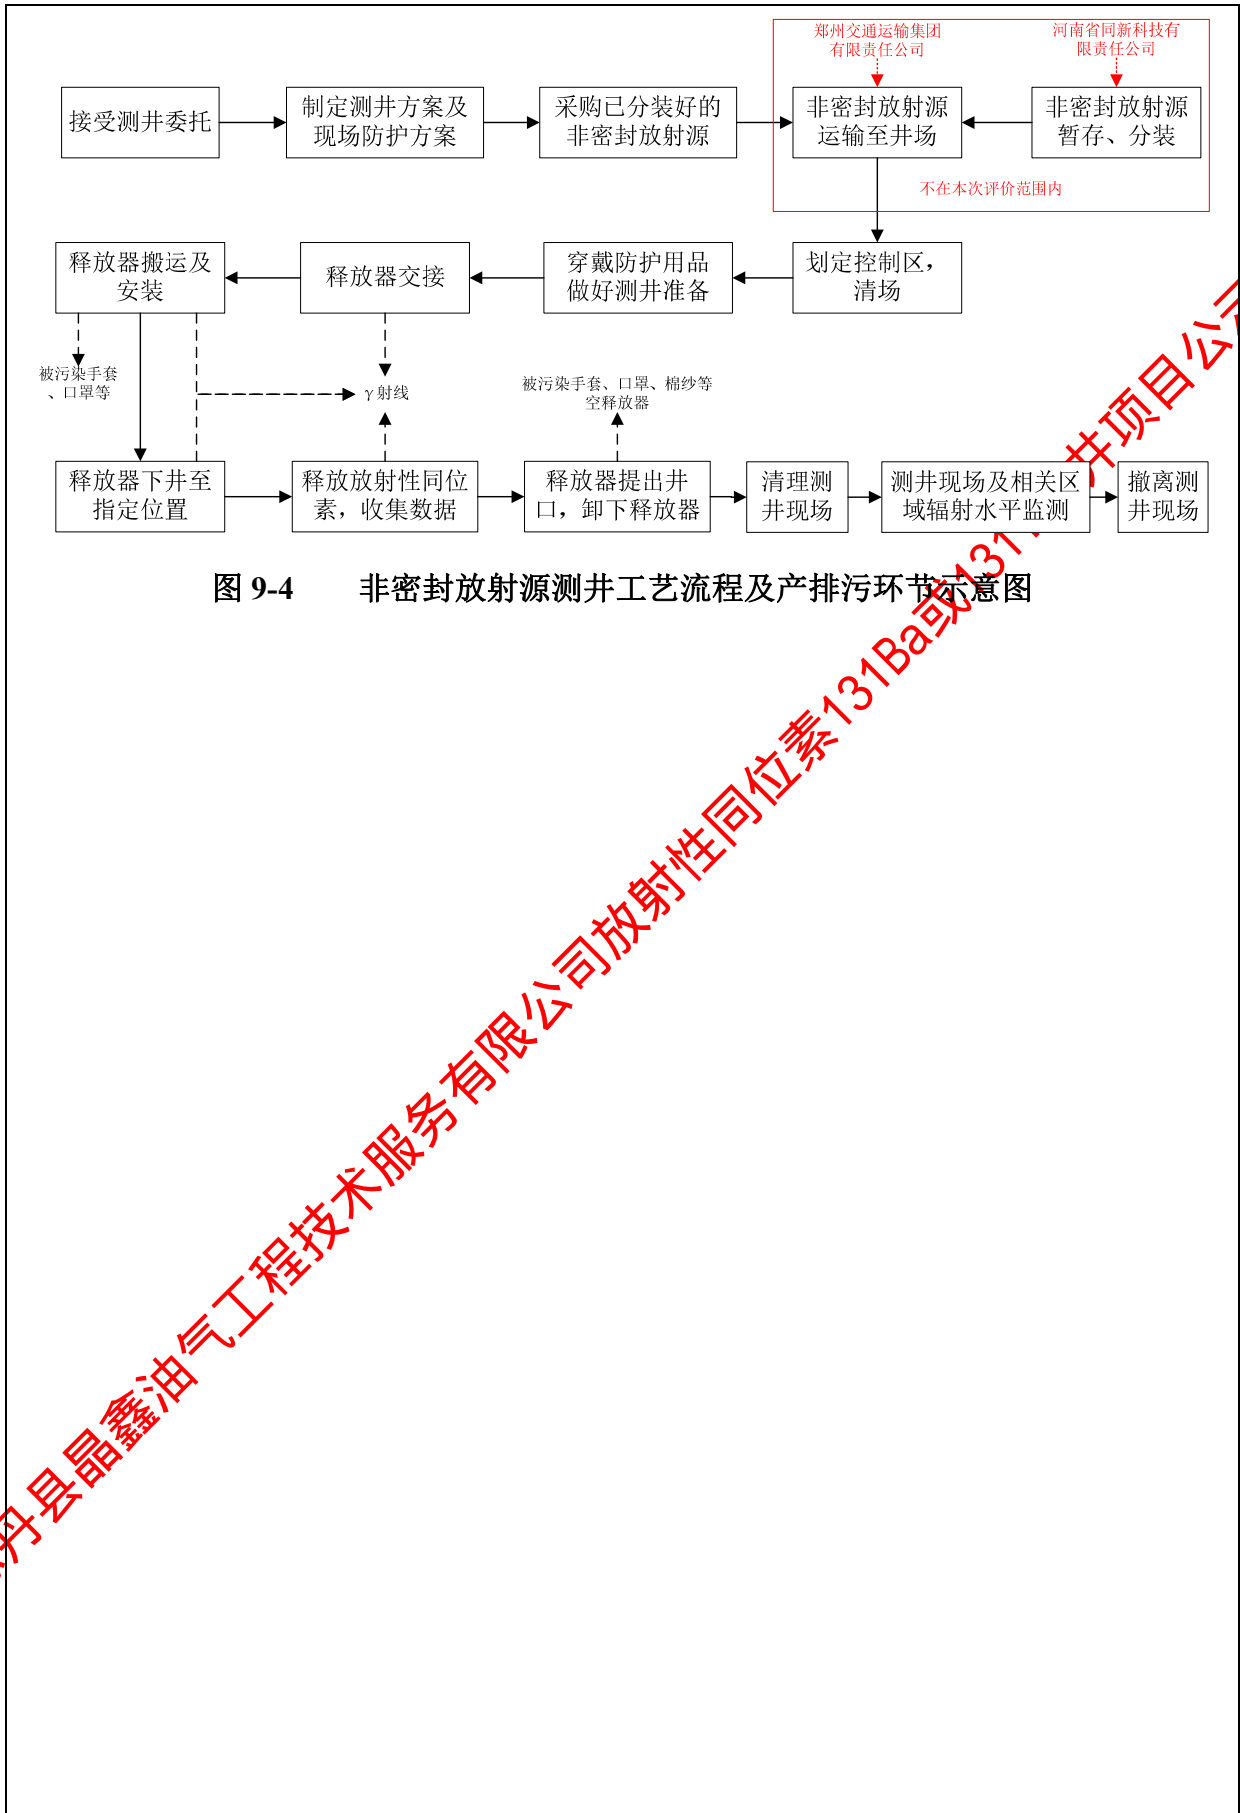 郑州交通运输集团
有限责任公司
河南省同新科技有
限责任公司
接受测井委托
制定测井方案及
现场防护方案
采购已分装好的
非密封放射源
非密封放射源
运输至井场
非密封放射源
暂存、分装
不在本次评价范围内
释放器搬运及
安装
释放器交接
穿戴防护用品
做好测井准备
划定控制区，
清场
被污染手套
、口罩等
γ射线
被污染手套、口罩、棉纱等
空释放器
释放器下井至
指定位置
释放放射性同位
素，收集数据
释放器提出井
口，卸下释放器
清理测
井现场
测井现场及相关区
域辐射水平监测
撤离测
井现场
图 9-4 非密封放射源测井工艺流程及产排污环节示意图
丹县晶鑫油气工程技术服务有限公司放射性同位素131Ba或131井项目公